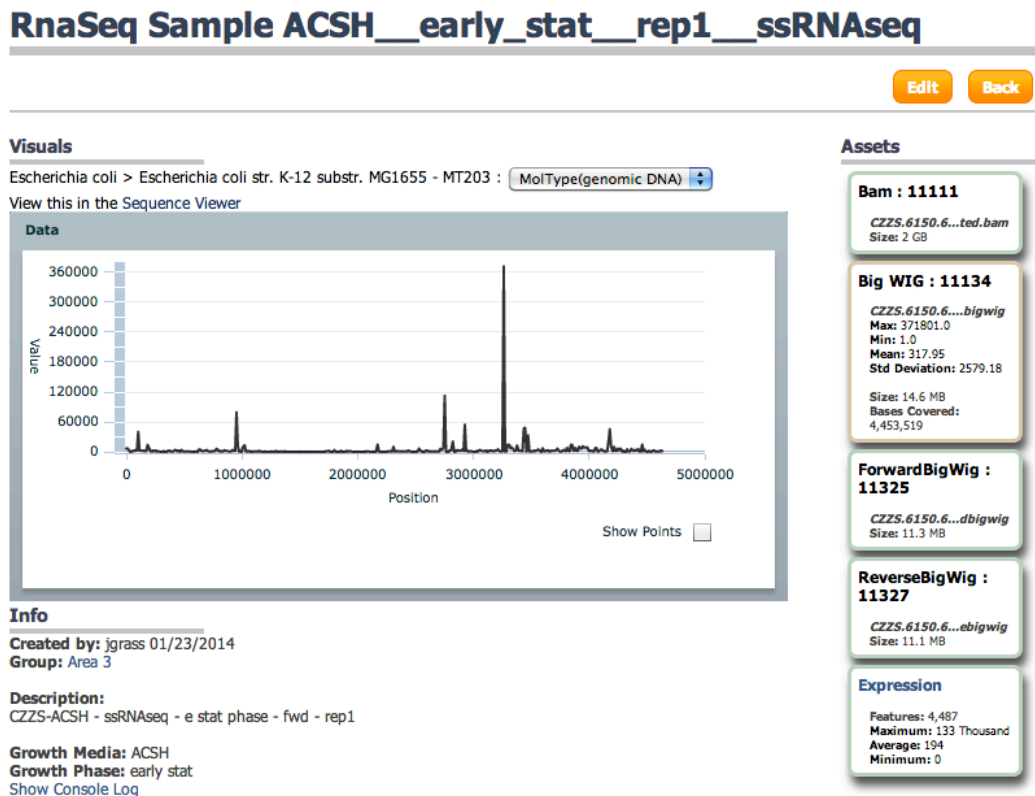 RnaSeq Sample ACSH__early_stat__rep1__ssRNAseq
Edit
Back
Visuals
Escherichia coli > Escherichia coli str. K-12 substr. MG1655 - MT203 : MolType(genomic DNA)
View this in the Sequence Viewer
Data
360000
300000
240000
180000
120000
60000
0
Value
0
1000000
2000000
3000000
4000000
5000000
Position
Show Points
Info
Created by: jgrass 01/23/2014
Group: Area 3
Description:
CZZS-ACSH - ssRNAseq - e stat phase - fwd - rep1
Growth Media: ACSH
Growth Phase: early stat
Show Console Log
Assets
Bam : 11111
CZZS.6150.6...ted.bam
Size: 2 GB
Big WIG : 11134
CZZS.6150.6....bigwig
Max: 371801.0
Min: 1.0
Mean: 317.95
Std Deviation: 2579.18
Size: 14.6 MB
Bases Covered:
4,453,519
ForwardBigWig :
11325
CZZS.6150.6...dbigwig
Size: 11.3 MB
ReverseBigWig :
11327
CZZS.6150.6...ebigwig
Size: 11.1 MB
Expression
Features: 4,487
Maximum: 133 Thousand
Average: 194
Minimum: 0